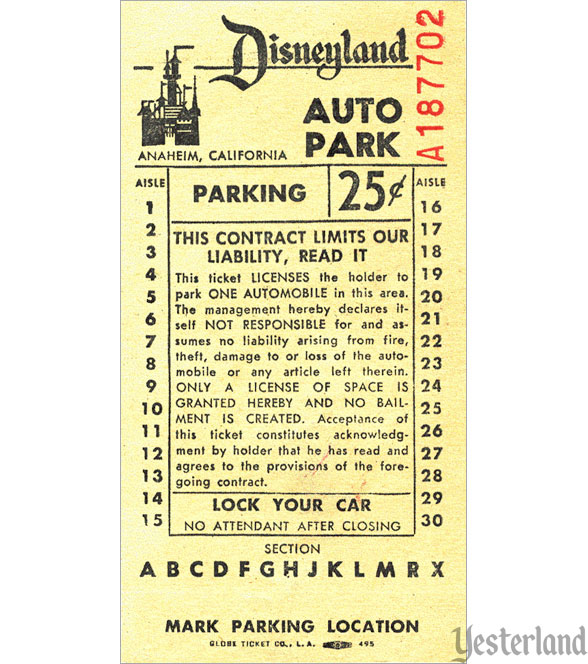 Disneyland
A187702
AUTO
PARK
ANAHEIM, CALIFORNIA
AISLE
PARKING
25¢
AISLE
1
2
3
4
5
6
7
8
9
10
11
12
13
14
15
THIS CONTRACT LIMITS OUR
LIABILITY, READ IT
This ticket LICENSES the holder to
park ONE AUTOMOBILE in this area.
The management hereby declares it-
self NOT RESPONSIBLE for and as-
sumes no liability arising from fire,
theft, damage to or loss of the auto-
mobile or any article left therein.
ONLY A LICENSE OF SPACE IS
GRANTED HEREBY AND NO BAIL-
MENT IS CREATED. Acceptance of
this ticket constitutes acknowledg-
ment by holder that he has read and
agrees to the provisions of the fore-
going contract.
LOCK YOUR CAR
NO ATTENDANT AFTER CLOSING
16
17
18
19
20
21
22
23
24
25
26
27
28
29
30
SECTION
A B C D F G H J K L M R X
MARK PARKING LOCATION
GLOBE TICKET CO., L.A. 495
Yesterland